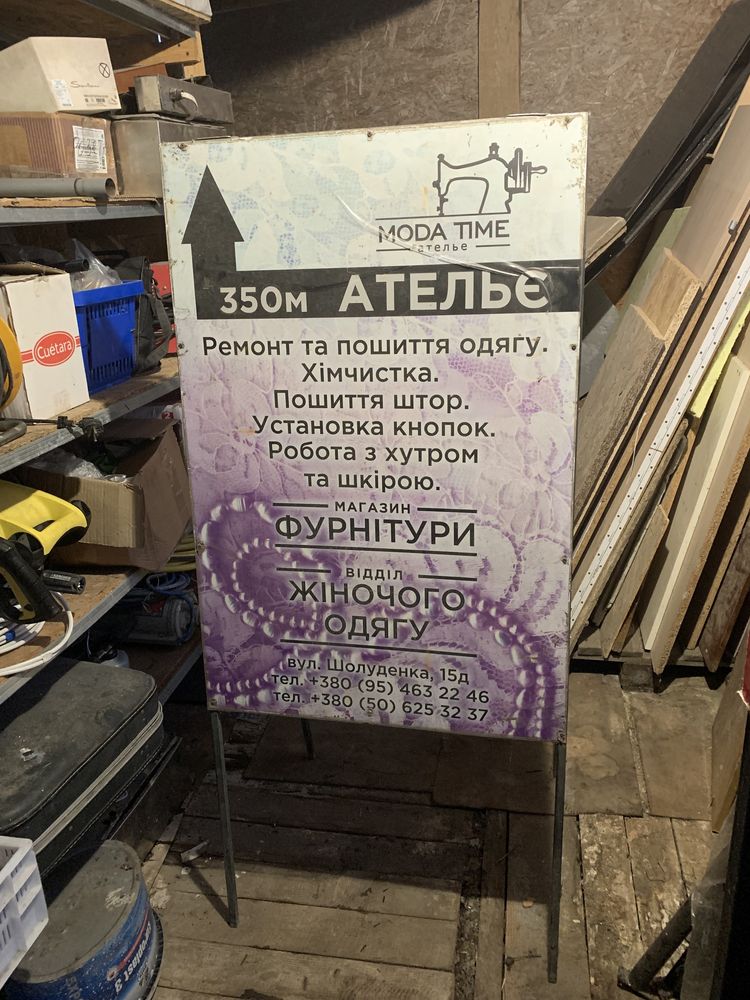 MODA TIME
ателье
350м АТЕЛЬЄ
Ремонт та пошиття одягу.
Хімчистка.
Пошиття штор.
Установка кнопок.
Робота з хутром
та шкірою.
МАГАЗИН
ФУРНІТУРИ
ВІДДІЛ
ЖІНОЧОГО
ОДЯГУ
вул. Шолуденка, 15д
тел. +380 (95) 463 22 46
тел. +380 (50) 625 32 37
Cuétara